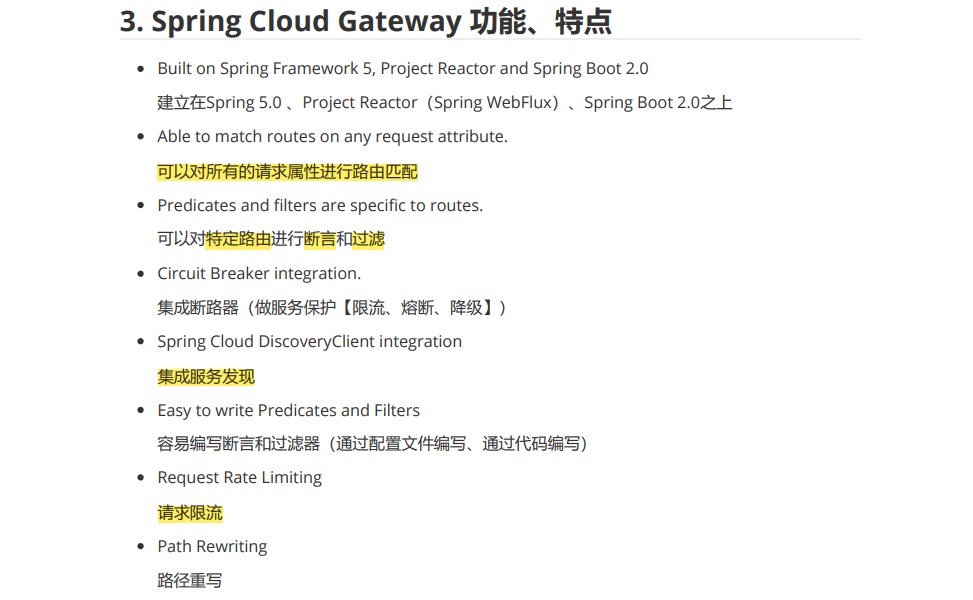 3. Spring Cloud Gateway 功能、特点
Built on Spring Framework 5, Project Reactor and Spring Boot 2.0
建立在Spring 5.0 、Project Reactor（Spring WebFlux）、Spring Boot 2.0之上
Able to match routes on any request attribute.
可以对所有的请求属性进行路由匹配
Predicates and filters are specific to routes.
可以对特定路由进行断言和过滤
Circuit Breaker integration.
集成断路器（做服务保护【限流、熔断、降级】）
Spring Cloud DiscoveryClient integration
集成服务发现
Easy to write Predicates and Filters
容易编写断言和过滤器（通过配置文件编写、通过代码编写）
Request Rate Limiting
请求限流
Path Rewriting
路径重写